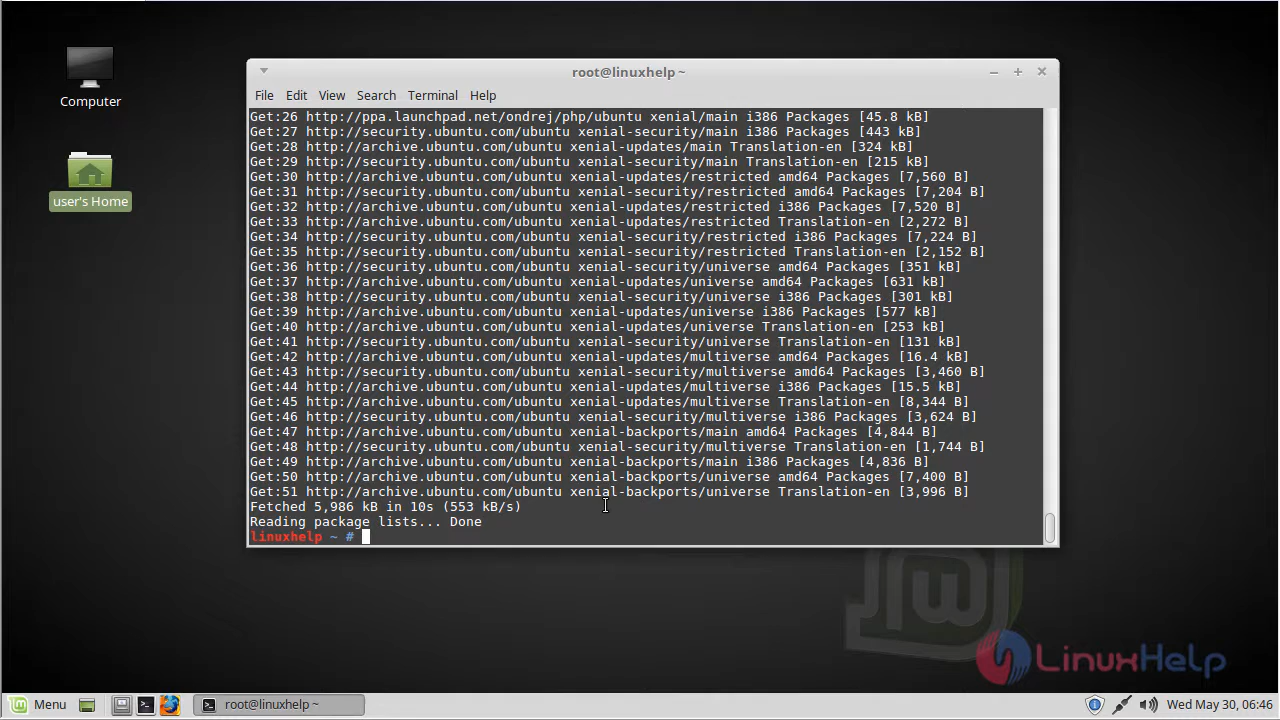 Computer
user's Home
root@linuxhelp ~
File Edit View Search Terminal Help
Get:26 http://ppa.launchpad.net/ondrej/php/ubuntu xenial/main i386 Packages [45.8 kB]
Get:27 http://security.ubuntu.com/ubuntu xenial-security/main i386 Packages [443 kB]
Get:28 http://archive.ubuntu.com/ubuntu xenial-updates/main Translation-en [324 kB]
Get:29 http://security.ubuntu.com/ubuntu xenial-security/main Translation-en [215 kB]
Get:30 http://archive.ubuntu.com/ubuntu xenial-updates/restricted amd64 Packages [7,560 B]
Get:31 http://security.ubuntu.com/ubuntu xenial-security/restricted amd64 Packages [7,204 B]
Get:32 http://archive.ubuntu.com/ubuntu xenial-updates/restricted i386 Packages [7,520 B]
Get:33 http://archive.ubuntu.com/ubuntu xenial-updates/restricted Translation-en [2,272 B]
Get:34 http://security.ubuntu.com/ubuntu xenial-security/restricted i386 Packages [7,224 B]
Get:35 http://security.ubuntu.com/ubuntu xenial-security/restricted Translation-en [2,152 B]
Get:36 http://security.ubuntu.com/ubuntu xenial-security/universe amd64 Packages [351 kB]
Get:37 http://archive.ubuntu.com/ubuntu xenial-updates/universe amd64 Packages [631 kB]
Get:38 http://security.ubuntu.com/ubuntu xenial-security/universe i386 Packages [301 kB]
Get:39 http://archive.ubuntu.com/ubuntu xenial-updates/universe i386 Packages [577 kB]
Get:40 http://archive.ubuntu.com/ubuntu xenial-updates/universe Translation-en [253 kB]
Get:41 http://security.ubuntu.com/ubuntu xenial-security/universe Translation-en [131 kB]
Get:42 http://archive.ubuntu.com/ubuntu xenial-updates/multiverse amd64 Packages [16.4 kB]
Get:43 http://security.ubuntu.com/ubuntu xenial-security/multiverse amd64 Packages [3,460 B]
Get:44 http://archive.ubuntu.com/ubuntu xenial-updates/multiverse i386 Packages [15.5 kB]
Get:45 http://archive.ubuntu.com/ubuntu xenial-updates/multiverse Translation-en [8,344 B]
Get:46 http://security.ubuntu.com/ubuntu xenial-security/multiverse i386 Packages [3,624 B]
Get:47 http://archive.ubuntu.com/ubuntu xenial-backports/main amd64 Packages [4,844 B]
Get:48 http://security.ubuntu.com/ubuntu xenial-security/multiverse Translation-en [1,744 B]
Get:49 http://archive.ubuntu.com/ubuntu xenial-backports/main i386 Packages [4,836 B]
Get:50 http://archive.ubuntu.com/ubuntu xenial-backports/universe amd64 Packages [7,400 B]
Get:51 http://archive.ubuntu.com/ubuntu xenial-backports/universe Translation-en [3,996 B]
Fetched 5,986 kB in 10s (553 kB/s)
Reading package lists... Done
linuxhelp ~ #
LinuxHelp
Menu root@linuxhelp ~ Wed May 30, 06:46